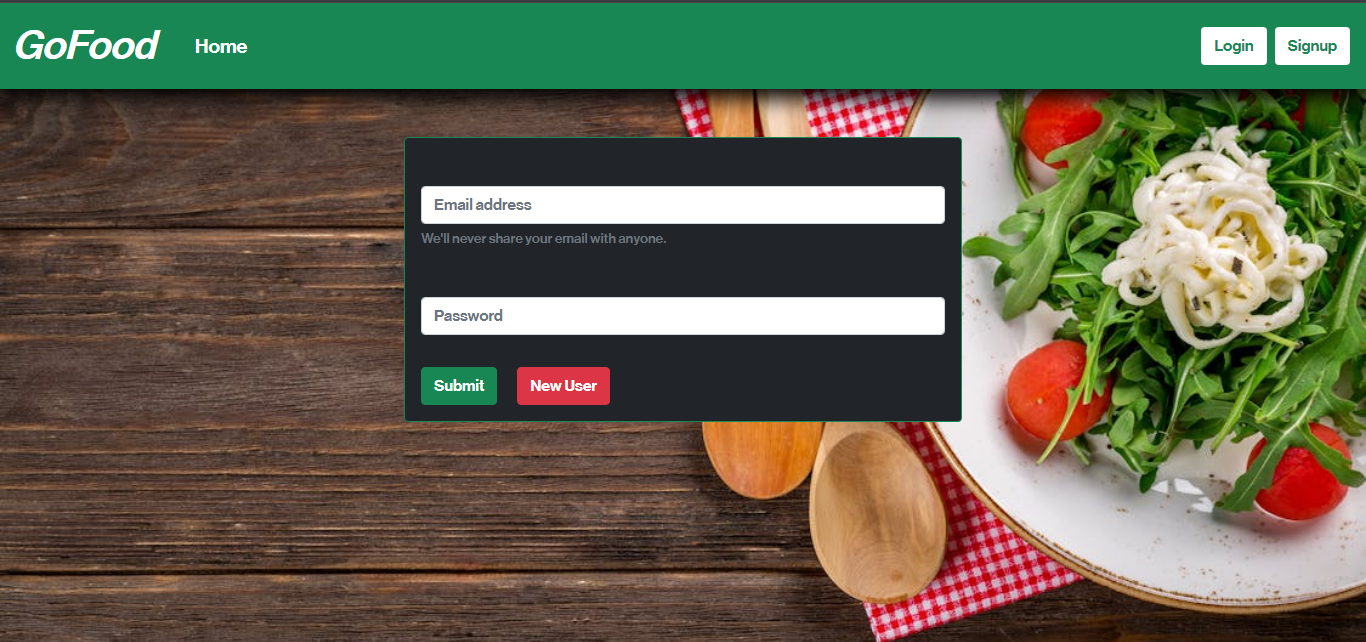 GoFood Home Login Signup
Email address
We'll never share your email with anyone.
Password
Submit New User